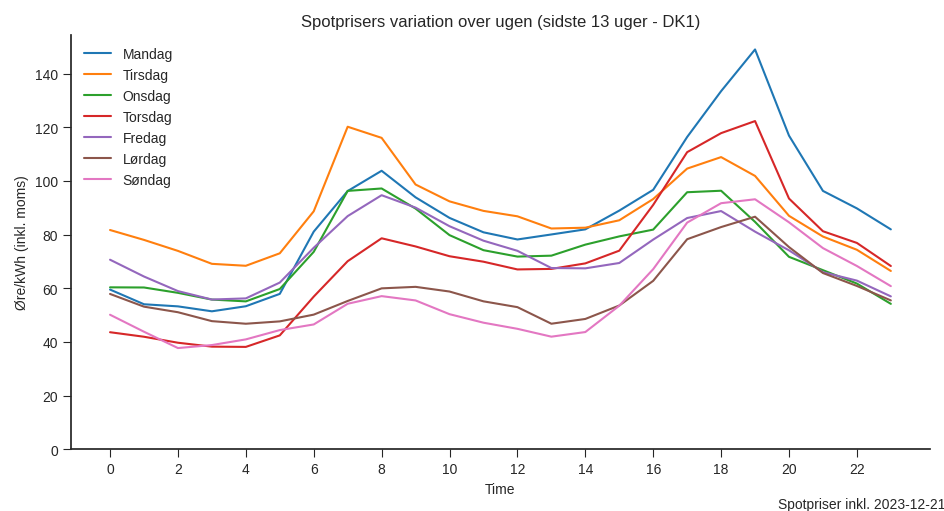 Spotprisers variation over ugen (sidste 13 uger - DK1)
Øre/kWh (inkl. moms)
140
120
100
80
60
40
20
0
Mandag
Tirsdag
Onsdag
Torsdag
Fredag
Lørdag
Søndag
0 2 4 6 8 10 12 14 16 18 20 22
Time
Spotpriser inkl. 2023-12-21